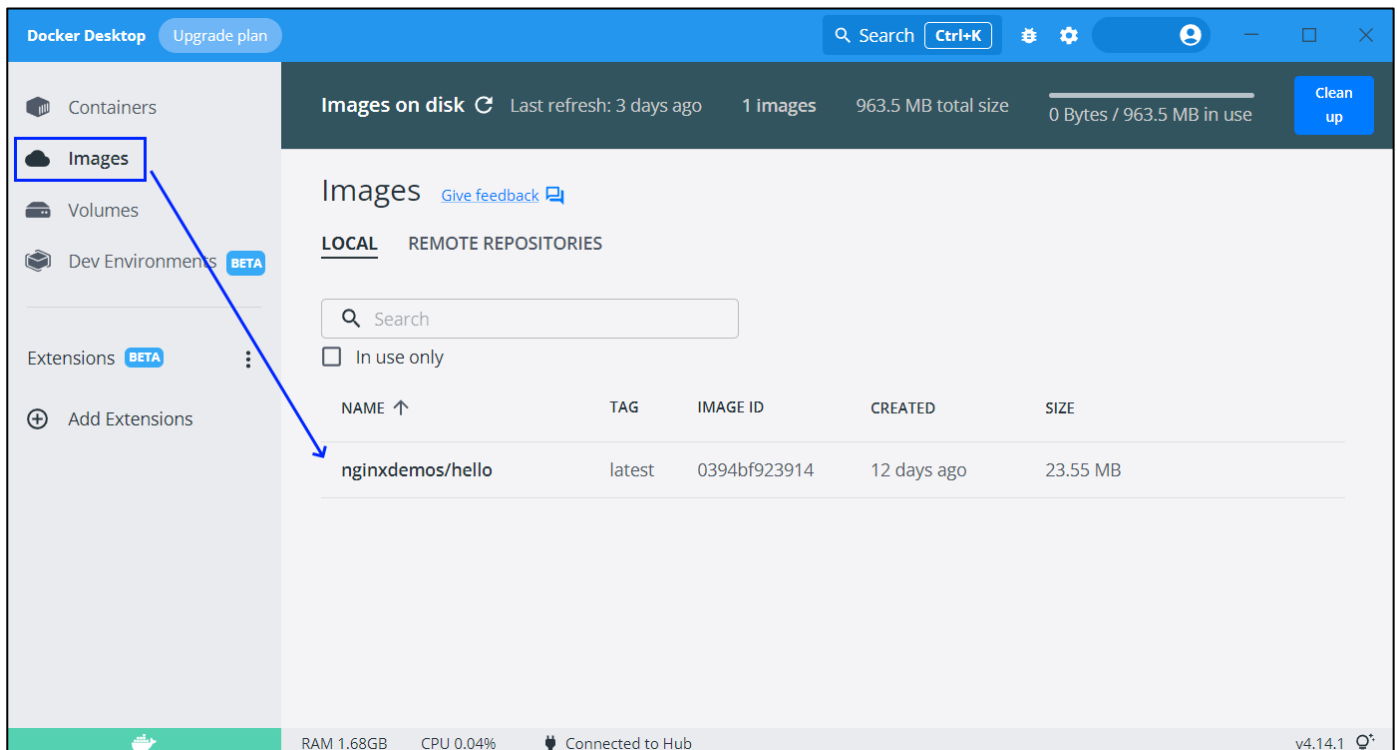 Docker Desktop Upgrade plan Search Ctrl+K
Containers
Images
Volumes
Dev Environments BETA
Extensions BETA
Add Extensions
Images on disk Last refresh: 3 days ago 1 images 963.5 MB total size 0 Bytes / 963.5 MB in use Clean
up
Images Give feedback
LOCAL REMOTE REPOSITORIES
Search
In use only
NAME TAG IMAGE ID CREATED SIZE
nginxdemos/hello latest 0394bf923914 12 days ago 23.55 MB
RAM 1.68GB CPU 0.04% Connected to Hub v4.14.1